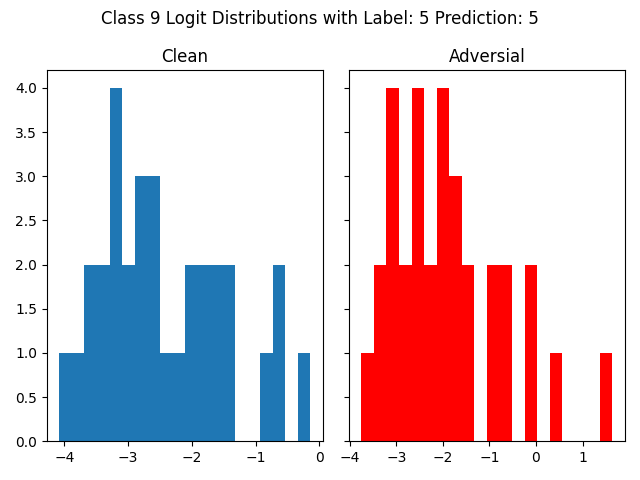 Class 9 Logit Distributions with Label: 5 Prediction: 5
Clean
Adversial
4.0
3.5
3.0
2.5
2.0
1.5
1.0
0.5
0.0
−4 −3 −2 −1 0
−4 −3 −2 −1 0 1